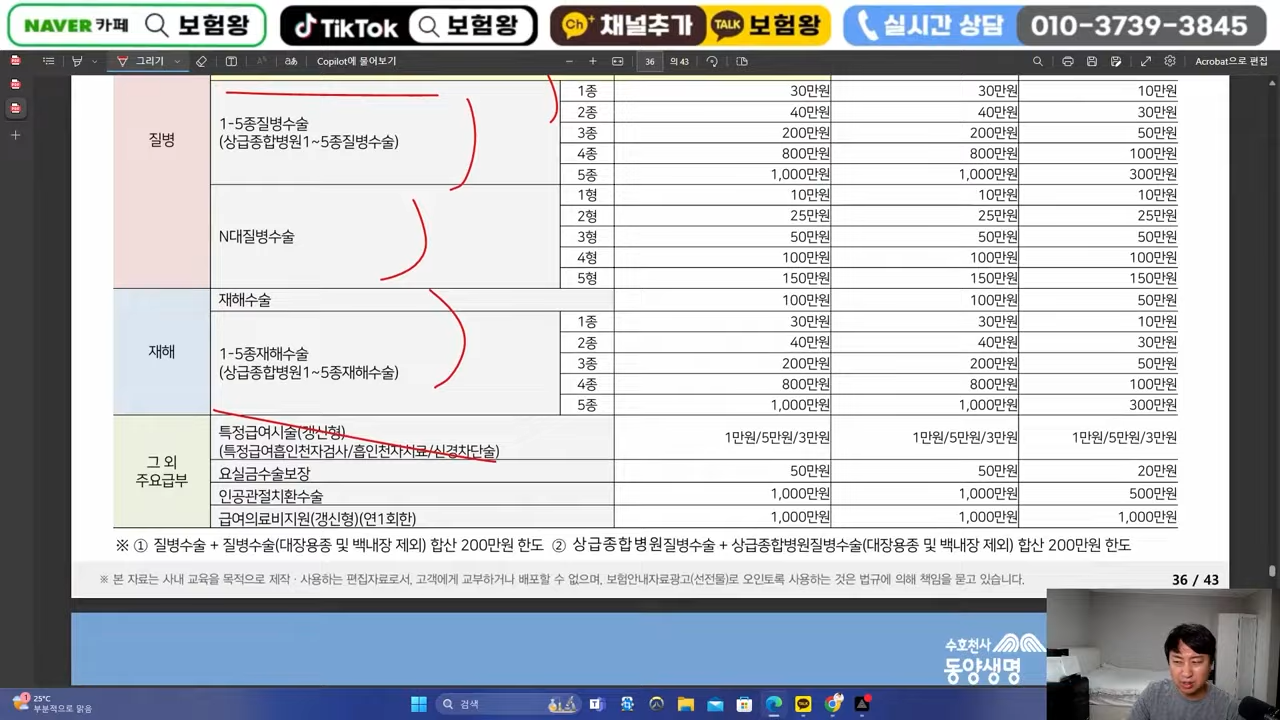 NAVER 카페 보험왕 TikTok 보험왕 Ch+ 채널추가 TALK 보험왕 실시간 상담 010-3739-3845
그리기 Copilot에 물어보기 36 의 43 Acrobat으로 편집
질병
1-5종질병수술
(상급종합병원1~5종질병수술)
1종 30만원 30만원 10만원
2종 40만원 40만원 30만원
3종 200만원 200만원 50만원
4종 800만원 800만원 100만원
5종 1,000만원 1,000만원 300만원
N대질병수술
1형 10만원 10만원 10만원
2형 25만원 25만원 25만원
3형 50만원 50만원 50만원
4형 100만원 100만원 100만원
5형 150만원 150만원 150만원
재해
재해수술 100만원 100만원 50만원
1-5종재해수술
(상급종합병원1~5종재해수술)
1종 30만원 30만원 10만원
2종 40만원 40만원 30만원
3종 200만원 200만원 50만원
4종 800만원 800만원 100만원
5종 1,000만원 1,000만원 300만원
그 외
주요급부
특정급여시술(갱신형)
(특정급여흡인천자검사/흡인천자치료/신경차단술) 1만원/5만원/3만원 1만원/5만원/3만원 1만원/5만원/3만원
요실금수술보장 50만원 50만원 20만원
인공관절치환수술 1,000만원 1,000만원 500만원
급여의료비지원(갱신형)(연1회한) 1,000만원 1,000만원 1,000만원
※ ① 질병수술 + 질병수술(대장용종 및 백내장 제외) 합산 200만원 한도 ② 상급종합병원질병수술 + 상급종합병원질병수술(대장용종 및 백내장 제외) 합산 200만원 한도
※ 본 자료는 사내 교육을 목적으로 제작 · 사용하는 편집자료로서, 고객에게 교부하거나 배포할 수 없으며, 보험안내자료광고(선전물)로 오인토록 사용하는 것은 법규에 의해 책임을 묻고 있습니다.
36 / 43
수호천사
동양생명
25°C
부분적으로 맑음
검색